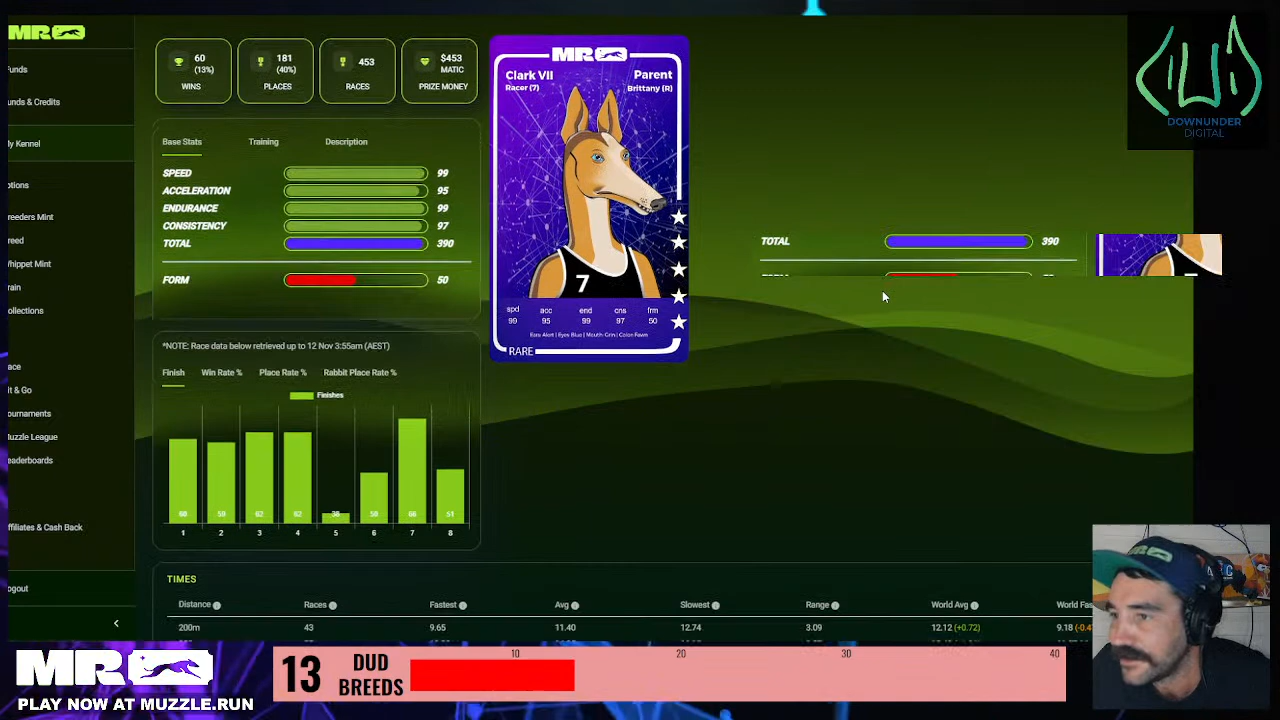 MR
60
(13%)
WINS
181
(40%)
PLACES
453
RACES
$453
MATIC
PRIZE MONEY
MR
Clark VII
Racer (7)
Parent
Brittany (R)
7
spd acc end cns frm
99 95 99 97 50
RARE
DOWNUNDER
DIGITAL
unds
unds & Credits
y Kennel
ptions
reeders Mint
reed
hippet Mint
rain
ollections
ace
it & Go
ournaments
uzzle League
eaderboards
ffiliates & Cash Back
ogout
Base Stats Training Description
SPEED 99
ACCELERATION 95
ENDURANCE 99
CONSISTENCY 97
TOTAL 390
FORM 50
TOTAL 390
*NOTE: Race data below retrieved up to 12 Nov 3:55am (AEST)
Finish Win Rate % Place Rate % Rabbit Place Rate %
Finishes
1 2 3 4 5 6 7 8
TIMES
Distance Races Fastest Avg Slowest Range World Avg World Fas
200m 43 9.65 11.40 12.74 3.09 12.12 (+0.72) 9.18 (-0.4
MR
PLAY NOW AT MUZZLE.RUN
13 DUD
BREEDS
10 20 30 40